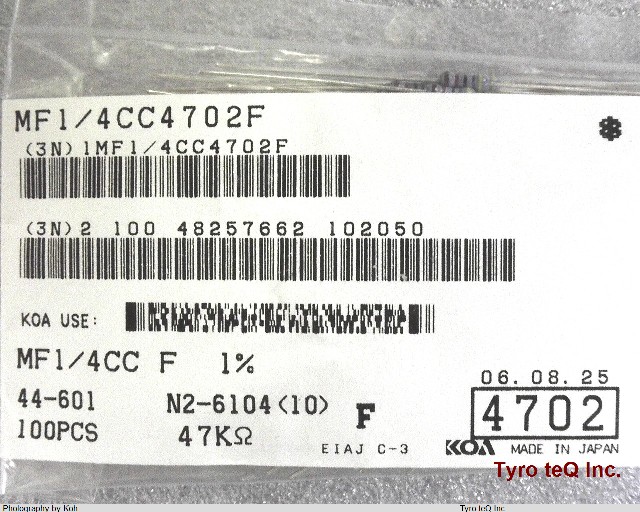 MF1/4CC4702F
*
(3N)1MF1/4CC4702F
(3N)2 100 48257662 102050
KOA USE:
MF1/4CC F 1%
06.08.25
44-601 N2-6104(10) F 4702
100PCS 47KΩ EIAJ C-3 KOA MADE IN JAPAN
Tyro teQ Inc.
Photography by Koh Tyro teQ Inc